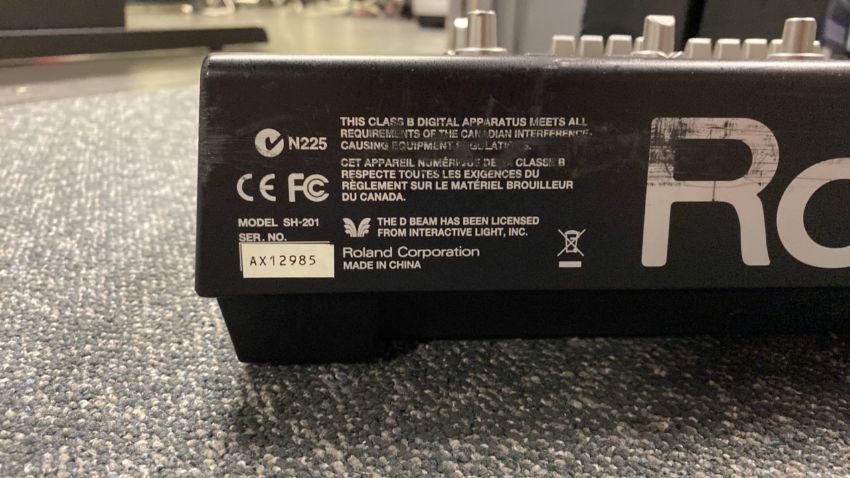 THIS CLASS B DIGITAL APPARATUS MEETS ALL
REQUIREMENTS OF THE CANADIAN INTERFERENCE-
CAUSING EQUIPMENT REGULATIONS.
N225
CET APPAREIL NUMÉRIQUE DE LA CLASSE B
RESPECTE TOUTES LES EXIGENCES DU
RÈGLEMENT SUR LE MATÉRIEL BROUILLEUR
DU CANADA.
CE FC
MODEL SH-201
SER. NO.
AX12985
THE D BEAM HAS BEEN LICENSED
FROM INTERACTIVE LIGHT, INC.
Roland Corporation
MADE IN CHINA
Ro